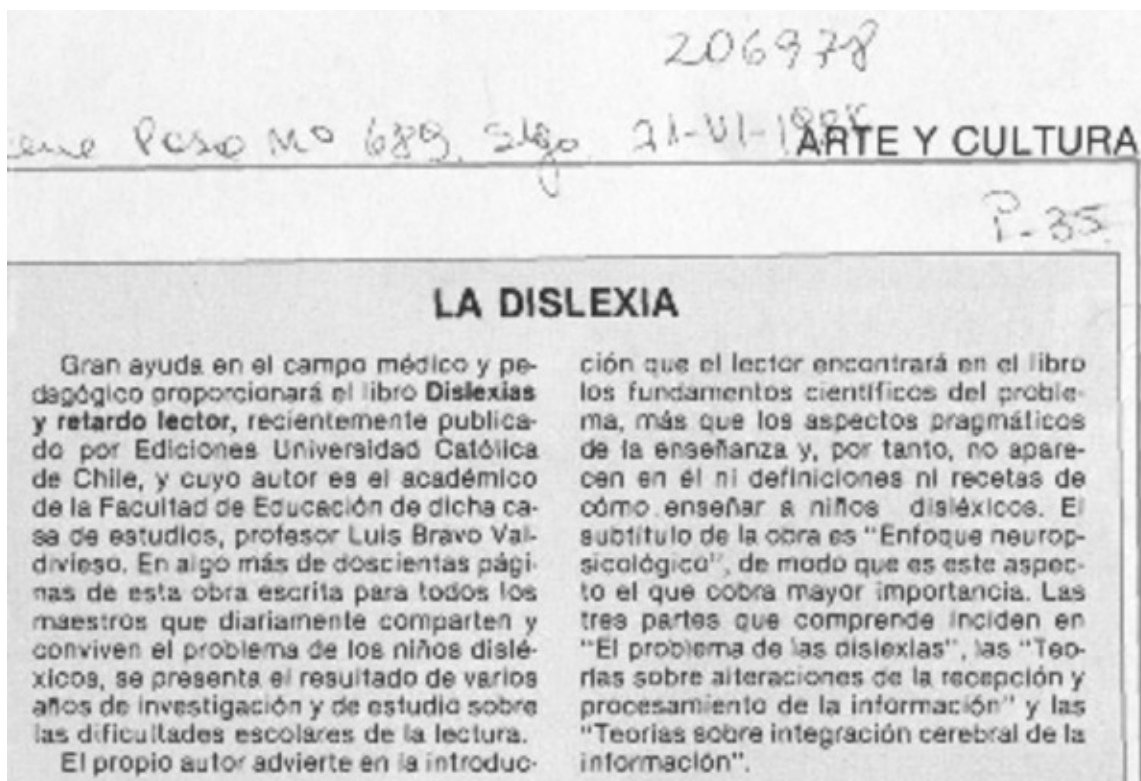 206978
Paso Nº 689, Stgo, 21-VI-19
ARTE Y CULTURA
P-35
LA DISLEXIA
Gran ayuda en el campo médico y pe-
dagógico proporcionará el libro Dislexias
y retardo lector, recientemente publica-
do por Ediciones Universidad Católica
de Chile, y cuyo autor es el académico
de la Facultad de Educación de dicha ca-
sa de estudios, profesor Luis Bravo Val-
divieso. En algo más de doscientas pági-
nas de esta obra escrita para todos los
maestros que diariamente comparten y
conviven el problema de los niños dislé-
xicos, se presenta el resultado de varios
años de investigación y de estudio sobre
las dificultades escolares de la lectura.
El propio autor advierte en la introduc-
ción que el lector encontrará en el libro
los fundamentos científicos del proble-
ma, más que los aspectos pragmáticos
de la enseñanza y, por tanto, no apare-
cen en él ni definiciones ni recetas de
cómo enseñar a niños disléxicos. El
subtítulo de la obra es "Enfoque neurop-
sicológico", de modo que es este aspec-
to el que cobra mayor importancia. Las
tres partes que comprende inciden en
"El problema de las dislexias", las "Teo-
rías sobre alteraciones de la recepción y
procesamiento de la información" y las
"Teorías sobre integración cerebral de la
información".